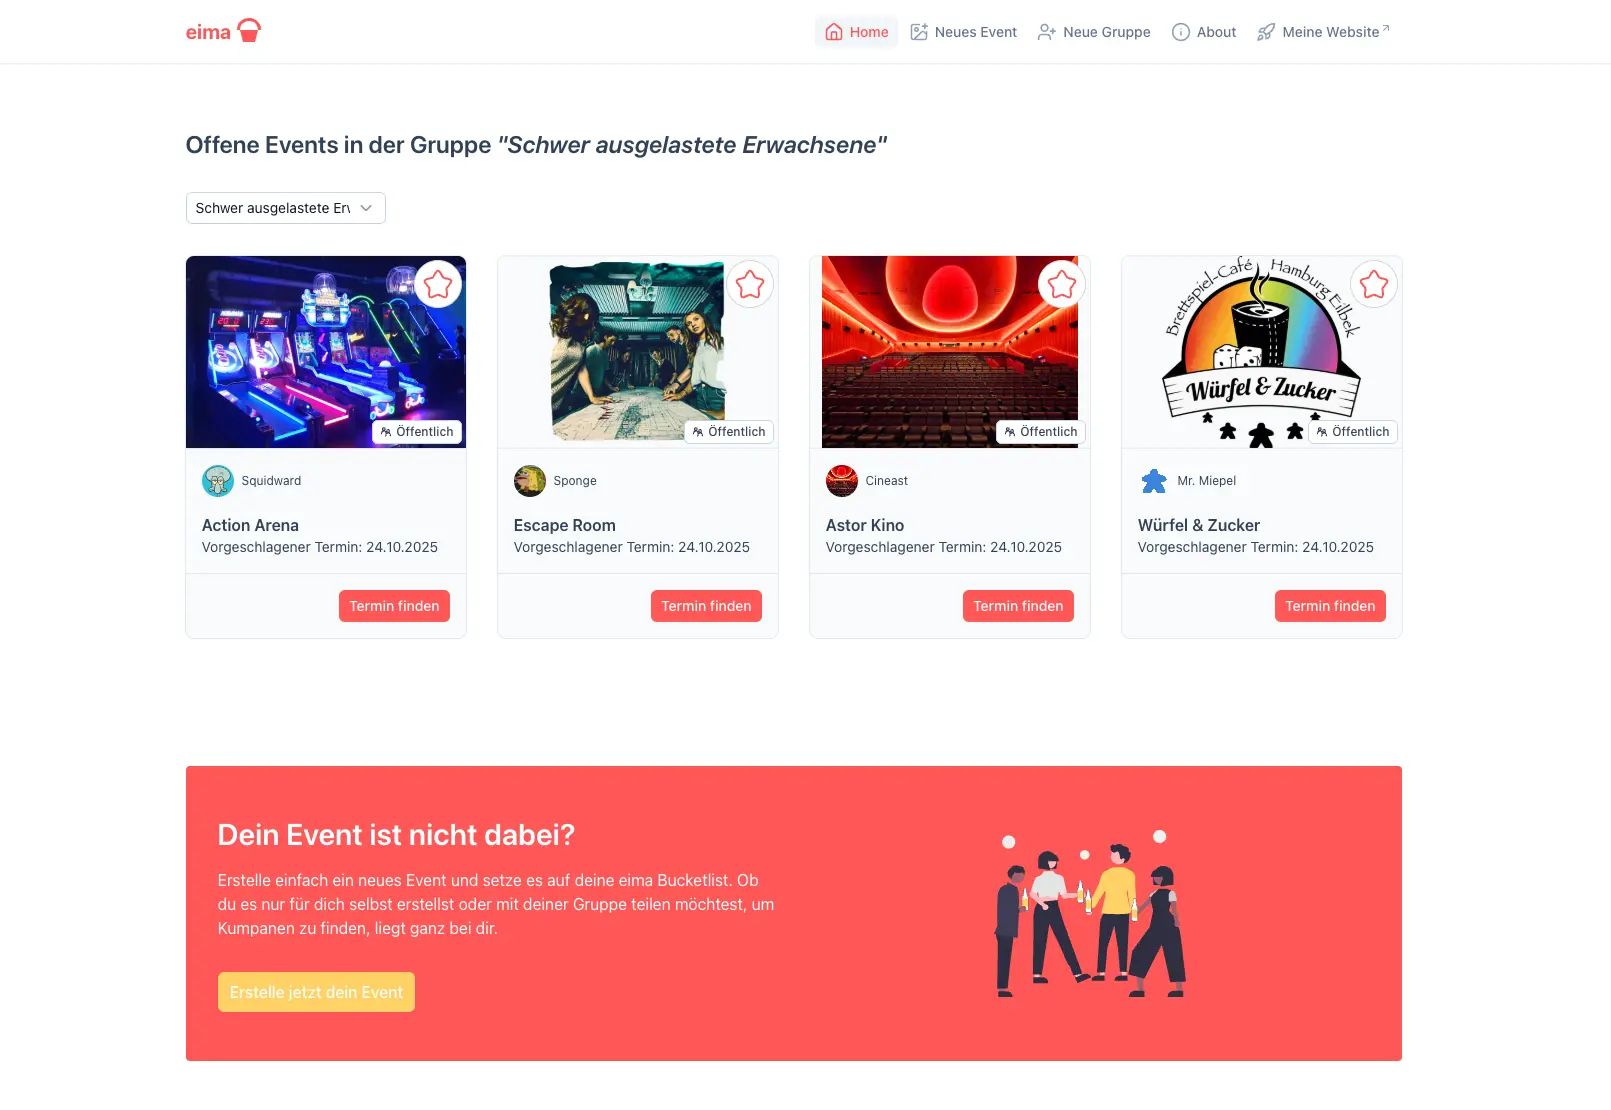 eima
Home
Neues Event
Neue Gruppe
About
Meine Website
Offene Events in der Gruppe "Schwer ausgelastete Erwachsene"
Schwer ausgelastete Erw
Öffentlich
Squidward
Action Arena
Vorgeschlagener Termin: 24.10.2025
Termin finden
Öffentlich
Sponge
Escape Room
Vorgeschlagener Termin: 24.10.2025
Termin finden
Öffentlich
Cineast
Astor Kino
Vorgeschlagener Termin: 24.10.2025
Termin finden
Brettspiel-Café Hamburg Eilbek
Würfel & Zucker
Öffentlich
Mr. Miepel
Würfel & Zucker
Vorgeschlagener Termin: 24.10.2025
Termin finden
Dein Event ist nicht dabei?
Erstelle einfach ein neues Event und setze es auf deine eima Bucketlist. Ob
du es nur für dich selbst erstellst oder mit deiner Gruppe teilen möchtest, um
Kumpanen zu finden, liegt ganz bei dir.
Erstelle jetzt dein Event